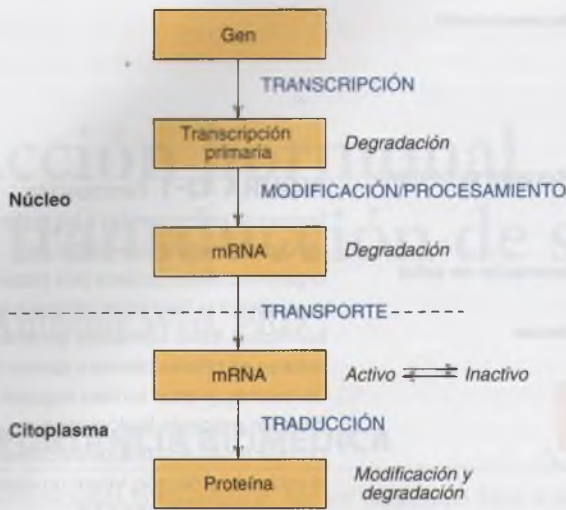 Gen
TRANSCRIPCIÓN
Transcripción
primaria
Degradación
Núcleo
MODIFICACIÓN/PROCESAMIENTO
mRNA
Degradación
TRANSPORTE
mRNA
Activo
Inactivo
Citoplasma
TRADUCCIÓN
Proteína
Modificación y
degradación